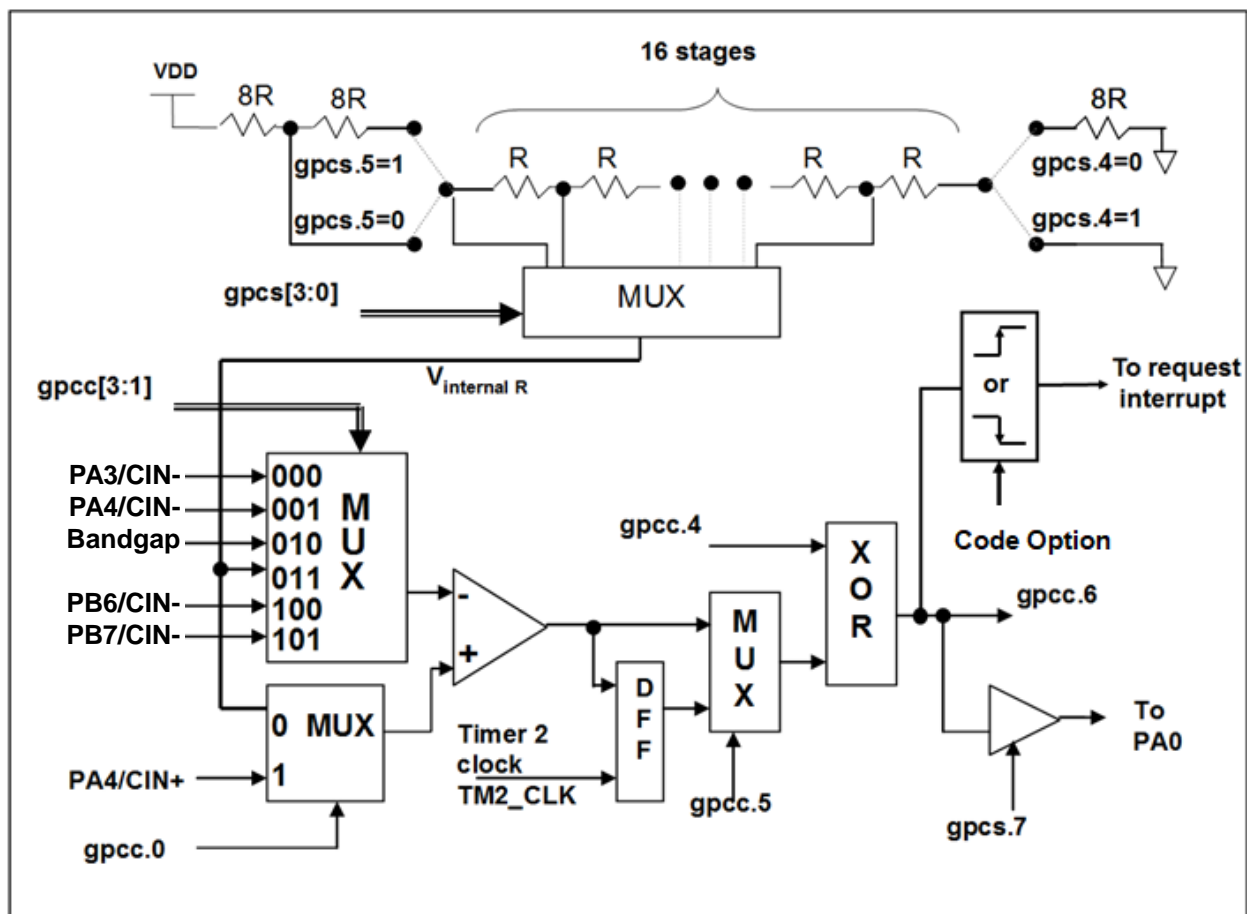 16 stages
VDD
8R
8R
8R
gpcs.5=1
R
R
R
R
gpcs.4=0
gpcs.5=0
gpcs.4=1
gpcs[3:0]
MUX
V internal R
gpcc[3:1]
or
To request
interrupt
Code Option
PA3/CIN-
000
PA4/CIN-
001
Bandgap
010
011
PB6/CIN-
100
PB7/CIN-
101
M
U
X
-
+
gpcc.4
X
O
R
gpcc.6
M
U
X
D
F
F
0
MUX
1
PA4/CIN+
Timer 2
clock
TM2_CLK
gpcc.5
To
PA0
gpcc.0
gpcs.7